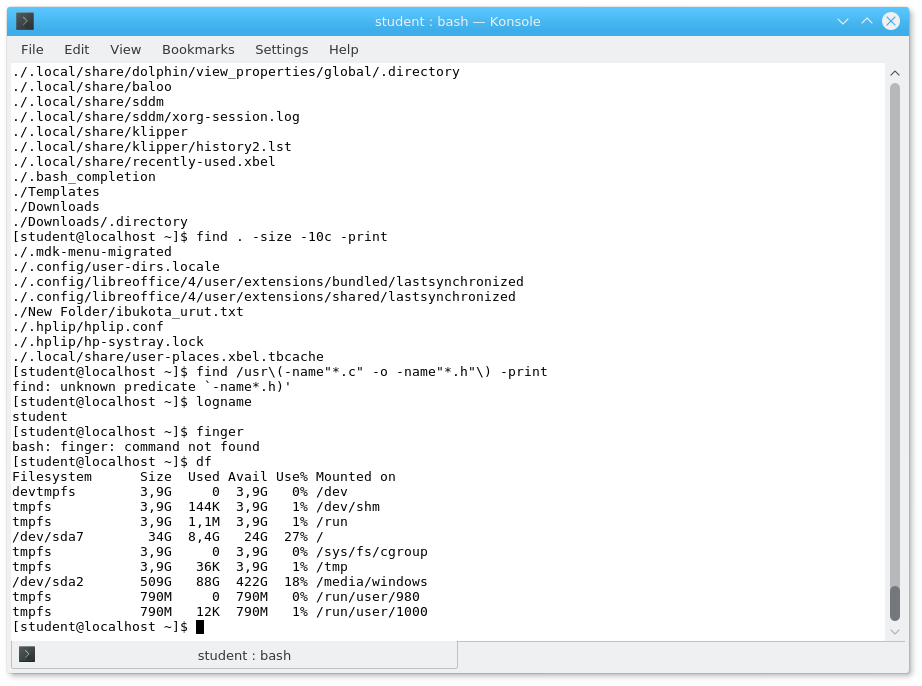 student : bash — Konsole
File Edit View Bookmarks Settings Help
./.local/share/dolphin/view_properties/global/.directory
./.local/share/baloo
./.local/share/sddm
./.local/share/sddm/xorg-session.log
./.local/share/klipper
./.local/share/klipper/history2.lst
./.local/share/recently-used.xbel
./.bash_completion
./Templates
./Downloads
./Downloads/.directory
[student@localhost ~]$ find . -size -10c -print
./.mdk-menu-migrated
./.config/user-dirs.locale
./.config/libreoffice/4/user/extensions/bundled/lastsynchronized
./.config/libreoffice/4/user/extensions/shared/lastsynchronized
./New Folder/ibukota_urut.txt
./.hplip/hplip.conf
./.hplip/hp-systray.lock
./.local/share/user-places.xbel.tbcache
[student@localhost ~]$ find /usr\(-name"*.c" -o -name"*.h"\) -print
find: unknown predicate `-name*.h)'
[student@localhost ~]$ logname
student
[student@localhost ~]$ finger
bash: finger: command not found
[student@localhost ~]$ df
Filesystem      Size  Used Avail Use% Mounted on
devtmpfs        3,9G     0  3,9G   0% /dev
tmpfs           3,9G  144K  3,9G   1% /dev/shm
tmpfs           3,9G  1,1M  3,9G   1% /run
/dev/sda7        34G  8,4G   24G  27% /
tmpfs           3,9G     0  3,9G   0% /sys/fs/cgroup
tmpfs           3,9G   36K  3,9G   1% /tmp
/dev/sda2       509G   88G  422G  18% /media/windows
tmpfs           790M     0  790M   0% /run/user/980
tmpfs           790M   12K  790M   1% /run/user/1000
[student@localhost ~]$
student : bash